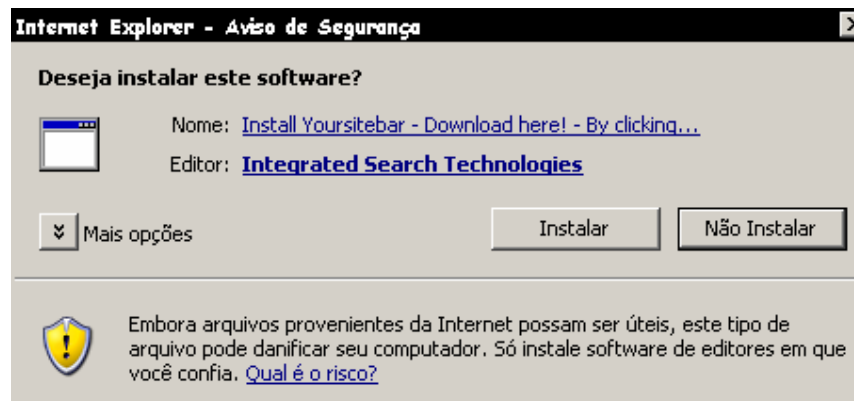 Internet Explorer - Aviso de Segurança
Deseja instalar este software?
Nome: Install Yoursitebar - Download here! - By clicking...
Editor: Integrated Search Technologies
Mais opções
Instalar
Não Instalar
Embora arquivos provenientes da Internet possam ser úteis, este tipo de
arquivo pode danificar seu computador. Só instale software de editores em que
você confia. Qual é o risco?